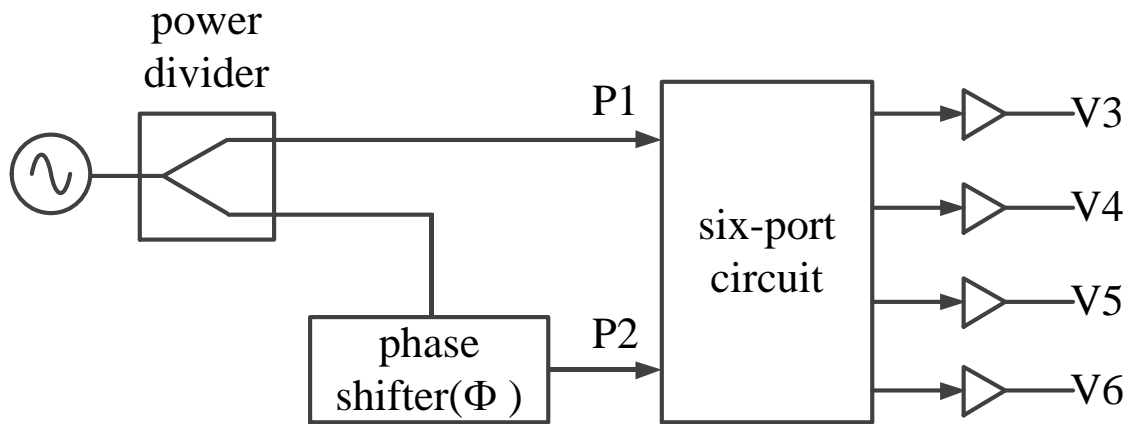 power
divider
P1
P2
phase
shifter(Φ )
six-port
circuit
V3
V4
V5
V6